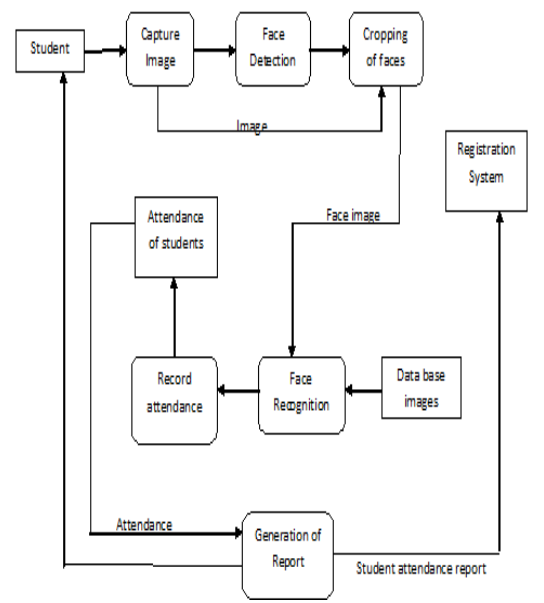 Student
Capture
Image
Face
Detection
Cropping
of faces
Image
Registration
System
Attendance
of students
Face image
Record
attendance
Face
Recognition
Data base
images
Attendance
Generation of
Report
Student attendance report